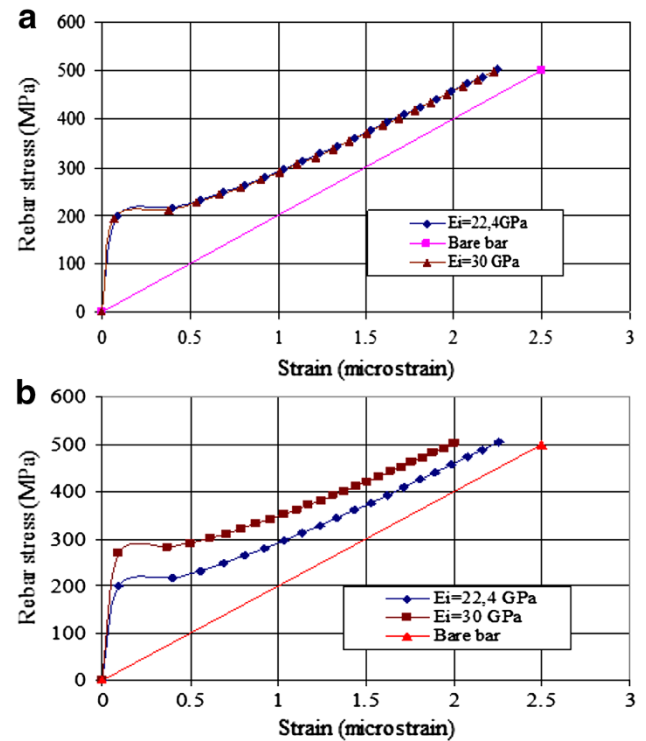 a
600
500
400
300
200
100
0
Rebar stress (MPa)
Ei=22,4GPa
Bare bar
Ei=30 GPa
0 0.5 1 1.5 2 2.5 3
Strain (microstrain)
b
600
500
400
300
200
100
0
Rebar stress (MPa)
Ei=22,4 GPa
Ei=30 GPa
Bare bar
0 0.5 1 1.5 2 2.5 3
Strain (microstrain)